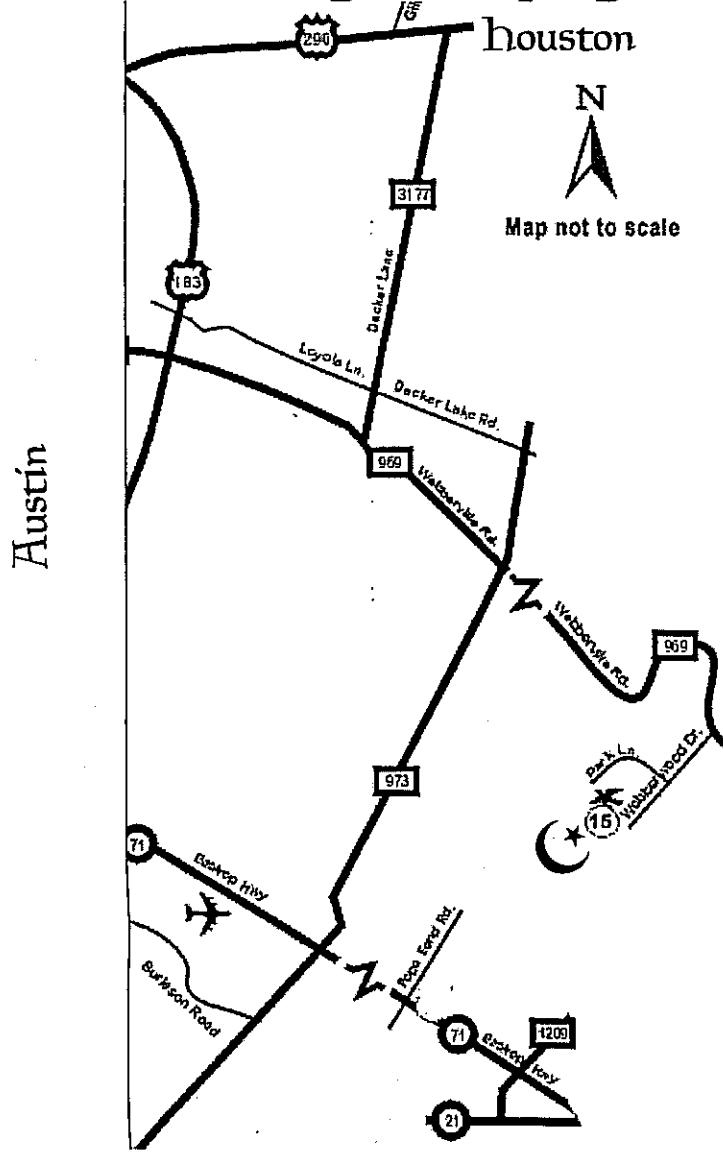 290
houston
N
3177
Map not to scale
183
Decker Lane
Loyola Ln.
Decker Lake Rd.
Austin
969
Webberville Rd.
Webberville Rd.
969
973
Park Ln.
Webberwood Dr.
15
71
Bastrop Hwy
Burleson Road
Popa Bend Rd.
71
1209
Bastrop Hwy
21